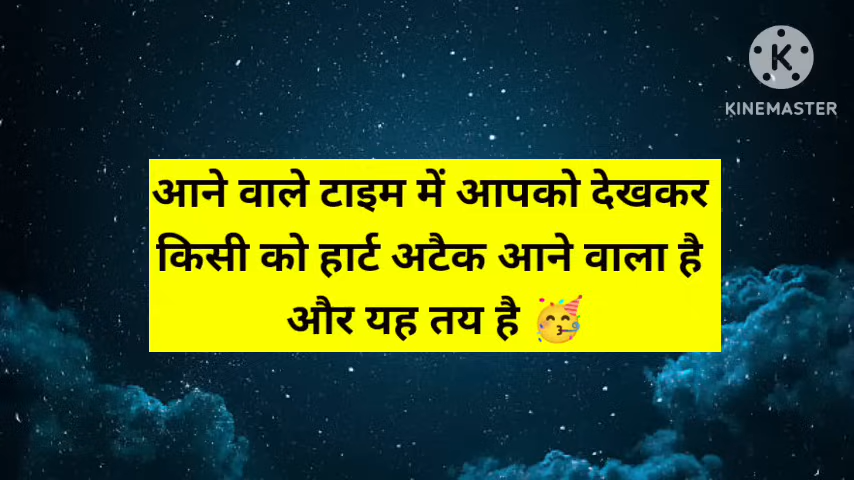 KINEMASTER
आने वाले टाइम में आपको देखकर
किसी को हार्ट अटैक आने वाला है
और यह तय है 🥳